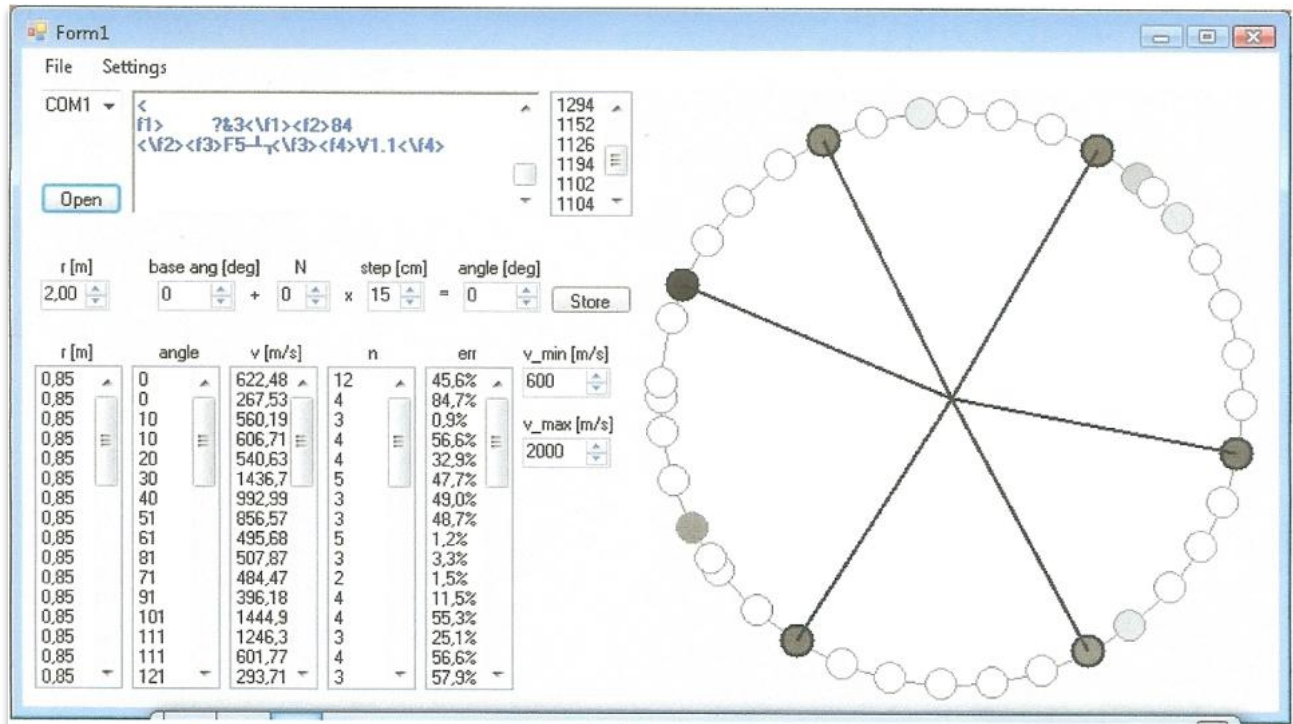 Form1
File Settings
COM1
<
f1> ?&3<\f1><f2>84
<\f2><f3>F5┴┬<\f3><f4>V1.1<\f4>
1294
1152
1126
1194
1102
1104
Open
r [m] base ang [deg] N step [cm] angle [deg]
2,00 0 + 0 x 15 = 0 Store
r [m] angle v [m/s] n err v_min [m/s]
0,85 0 622,48 12 45,6% 600
0,85 0 267,53 4 84,7%
0,85 10 560,19 3 0,9% v_max [m/s]
0,85 10 606,71 4 56,6% 2000
0,85 20 540,63 4 32,9%
0,85 30 1436,7 5 47,7%
0,85 40 992,99 3 49,0%
0,85 51 856,57 3 48,7%
0,85 61 495,68 5 1,2%
0,85 81 507,87 3 3,3%
0,85 71 484,47 2 1,5%
0,85 91 396,18 4 11,5%
0,85 101 1444,9 4 55,3%
0,85 111 1246,3 3 25,1%
0,85 111 601,77 4 56,6%
0,85 121 293,71 3 57,9%